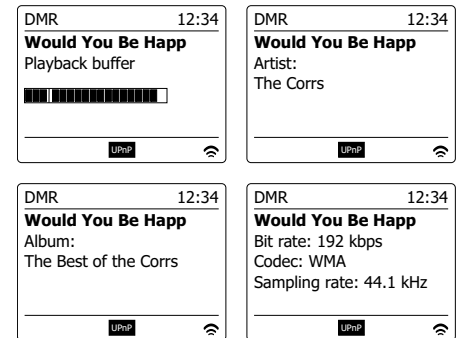 DMR 12:34
Would You Be Happ
Playback buffer
UPnP
DMR 12:34
Would You Be Happ
Artist:
The Corrs
UPnP
DMR 12:34
Would You Be Happ
Album:
The Best of the Corrs
UPnP
DMR 12:34
Would You Be Happ
Bit rate: 192 kbps
Codec: WMA
Sampling rate: 44.1 kHz
UPnP